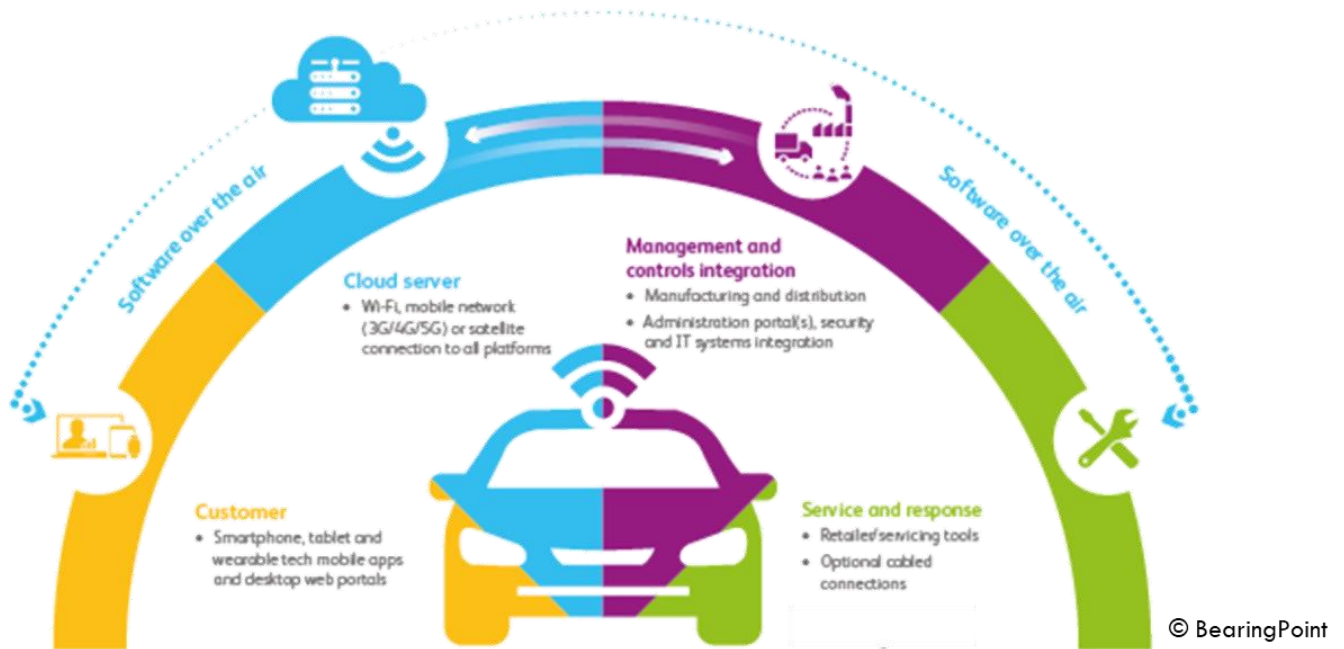 Software over the air
Software over the air
Cloud server
• Wi-Fi, mobile network
(3G/4G/5G) or satellite
connection to all platforms
Management and
controls integration
• Manufacturing and distribution
• Administration portal(s), security
and IT systems integration
Customer
• Smartphone, tablet and
wearable tech mobile apps
and desktop web portals
Service and response
• Retailer/servicing tools
• Optional cabled
connections
© BearingPoint